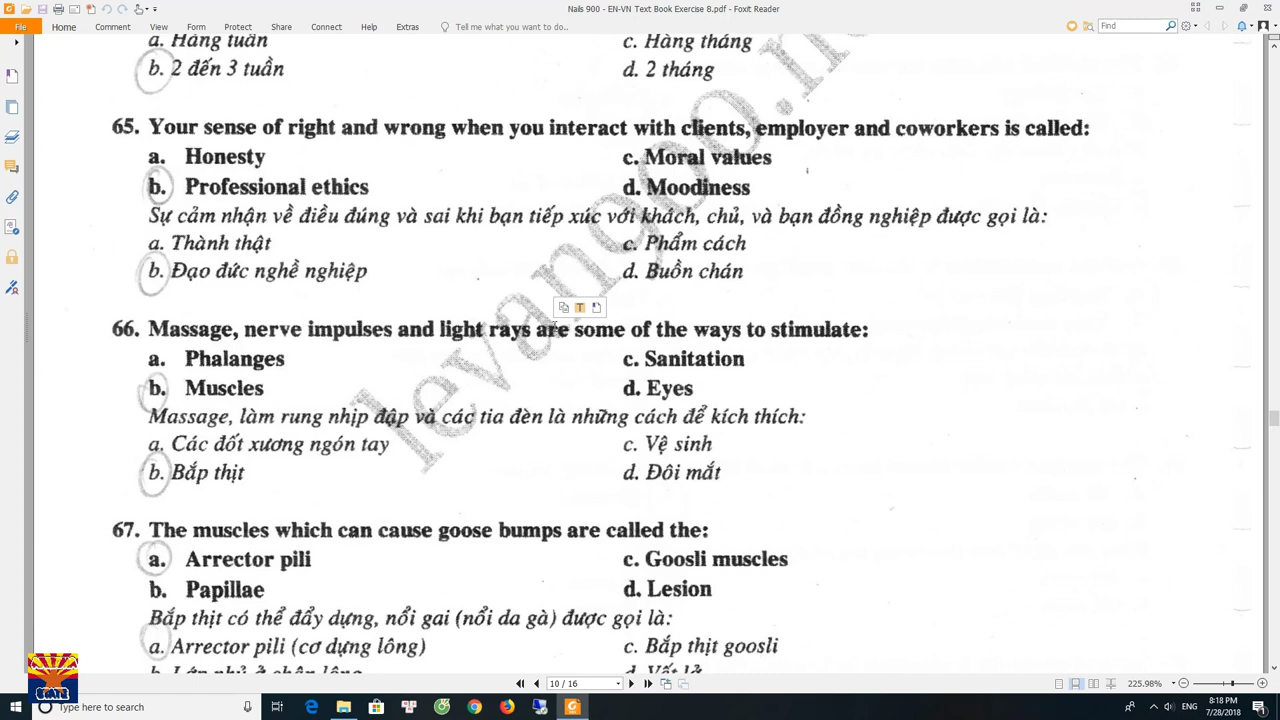 Nails 900 - EN-VN Text Book Exercise 8.pdf - Foxit Reader
File Home Comment View Form Protect Share Connect Help Extras Tell me what you want to do.. Find
a. Hàng tuần c. Hàng tháng
b. 2 đến 3 tuần d. 2 tháng
65. Your sense of right and wrong when you interact with clients, employer and coworkers is called:
a. Honesty c. Moral values
b. Professional ethics d. Moodiness
Sự cảm nhận về điều đúng và sai khi bạn tiếp xúc với khách, chủ, và bạn đồng nghiệp được gọi là:
a. Thành thật c. Phẩm cách
b. Đạo đức nghề nghiệp d. Buồn chán
66. Massage, nerve impulses and light rays are some of the ways to stimulate:
a. Phalanges c. Sanitation
b. Muscles d. Eyes
Massage, làm rung nhịp đập và các tia đèn là những cách để kích thích:
a. Các đốt xương ngón tay c. Vệ sinh
b. Bắp thịt d. Đôi mắt
67. The muscles which can cause goose bumps are called the:
a. Arrector pili c. Goosli muscles
b. Papillae d. Lesion
Bắp thịt có thể đẩy dựng, nổi gai (nổi da gà) được gọi là:
a. Arrector pili (cơ dựng lông) c. Bắp thịt goosli
levangoo.n
STATE
10 / 16
225.98%
Type here to search
ENG
8:18 PM
7/28/2018